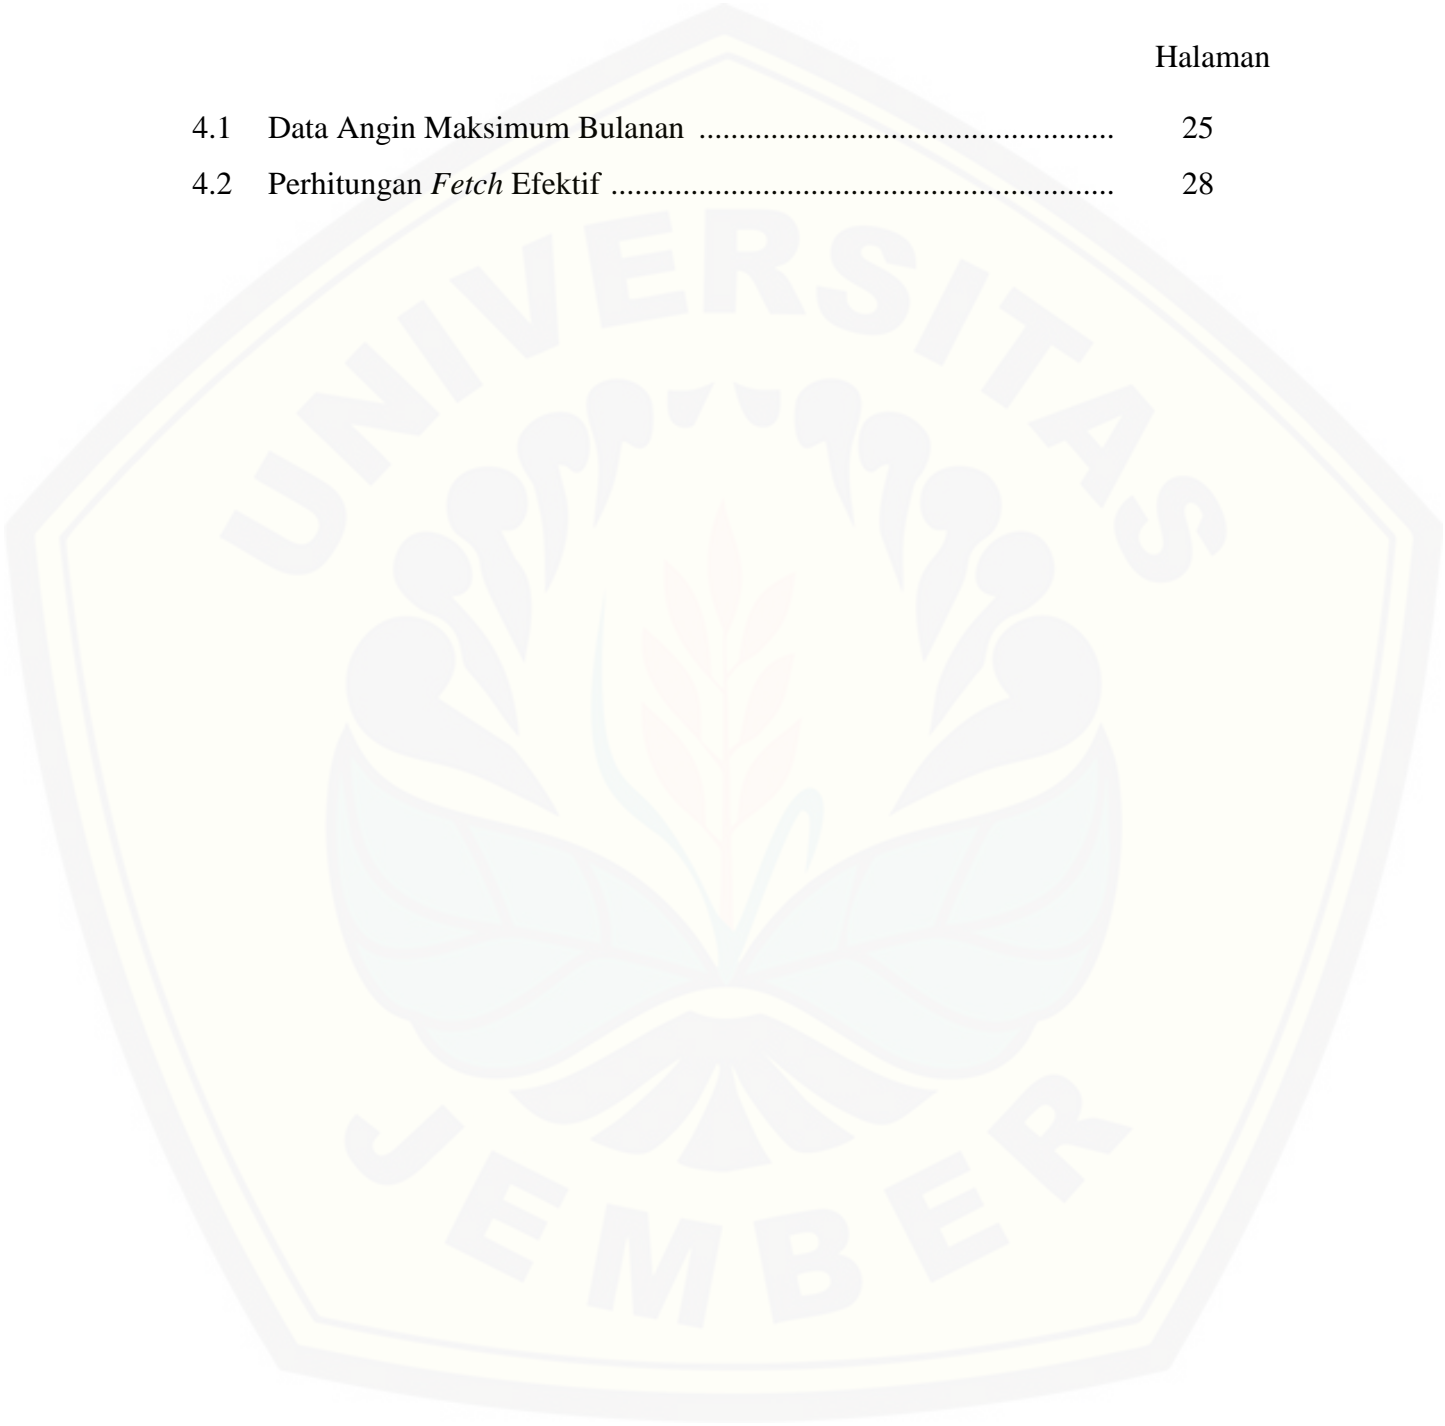 Halaman
4.1 Data Angin Maksimum Bulanan .................................................... 25
4.2 Perhitungan Fetch Efektif ............................................................... 28
UNIVERSITAS
JEMBER